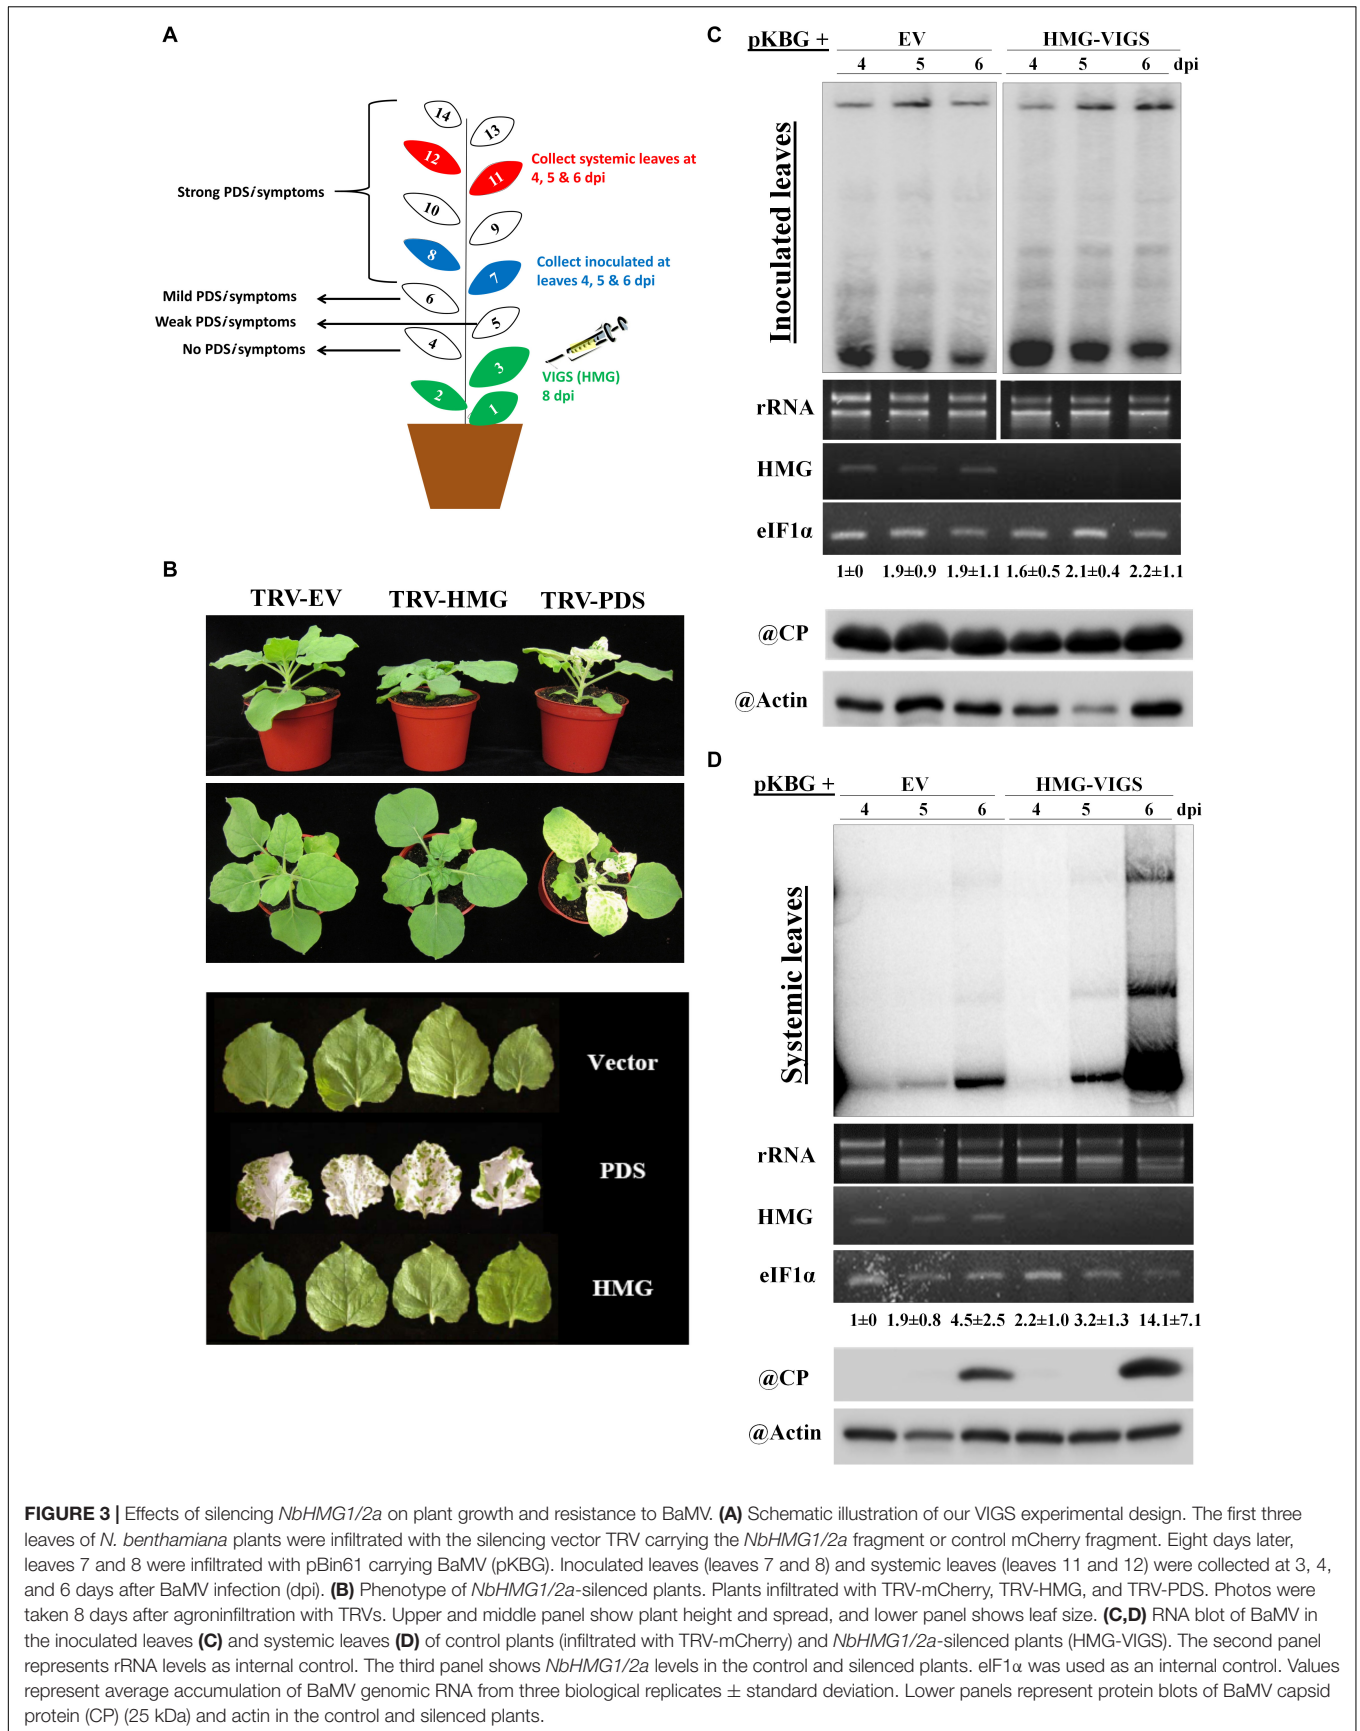 A
14
13
12
11
Collect systemic leaves at
4, 5 & 6 dpi
Strong PDSi symptoms
10
9
8
7
Collect inoculated at
leaves 4, 5 & 6 dpi
Mild PDSi symptoms
6
Weak PDSi symptoms
5
No PDSi symptoms
4
3
VIGS (HMG)
8 dpi
2
1
B
TRV-EV TRV-HMG TRV-PDS
Vector
PDS
HMG
C
pKBG + EV HMG-VIGS
4 5 6 4 5 6 dpi
Inoculated leaves
rRNA
HMG
eIF1α
1±0 1.9±0.9 1.9±1.1 1.6±0.5 2.1±0.4 2.2±1.1
@CP
@Actin
D
pKBG + EV HMG-VIGS
4 5 6 4 5 6 dpi
Systemic leaves
rRNA
HMG
eIF1α
1±0 1.9±0.8 4.5±2.5 2.2±1.0 3.2±1.3 14.1±7.1
@CP
@Actin
FIGURE 3 | Effects of silencing NbHMG1/2a on plant growth and resistance to BaMV. (A) Schematic illustration of our VIGS experimental design. The first three
leaves of N. benthamiana plants were infiltrated with the silencing vector TRV carrying the NbHMG1/2a fragment or control mCherry fragment. Eight days later,
leaves 7 and 8 were infiltrated with pBin61 carrying BaMV (pKBG). Inoculated leaves (leaves 7 and 8) and systemic leaves (leaves 11 and 12) were collected at 3, 4,
and 6 days after BaMV infection (dpi). (B) Phenotype of NbHMG1/2a-silenced plants. Plants infiltrated with TRV-mCherry, TRV-HMG, and TRV-PDS. Photos were
taken 8 days after agroninfiltration with TRVs. Upper and middle panel show plant height and spread, and lower panel shows leaf size. (C,D) RNA blot of BaMV in
the inoculated leaves (C) and systemic leaves (D) of control plants (infiltrated with TRV-mCherry) and NbHMG1/2a-silenced plants (HMG-VIGS). The second panel
represents rRNA levels as internal control. The third panel shows NbHMG1/2a levels in the control and silenced plants. eIF1α was used as an internal control. Values
represent average accumulation of BaMV genomic RNA from three biological replicates ± standard deviation. Lower panels represent protein blots of BaMV capsid
protein (CP) (25 kDa) and actin in the control and silenced plants.